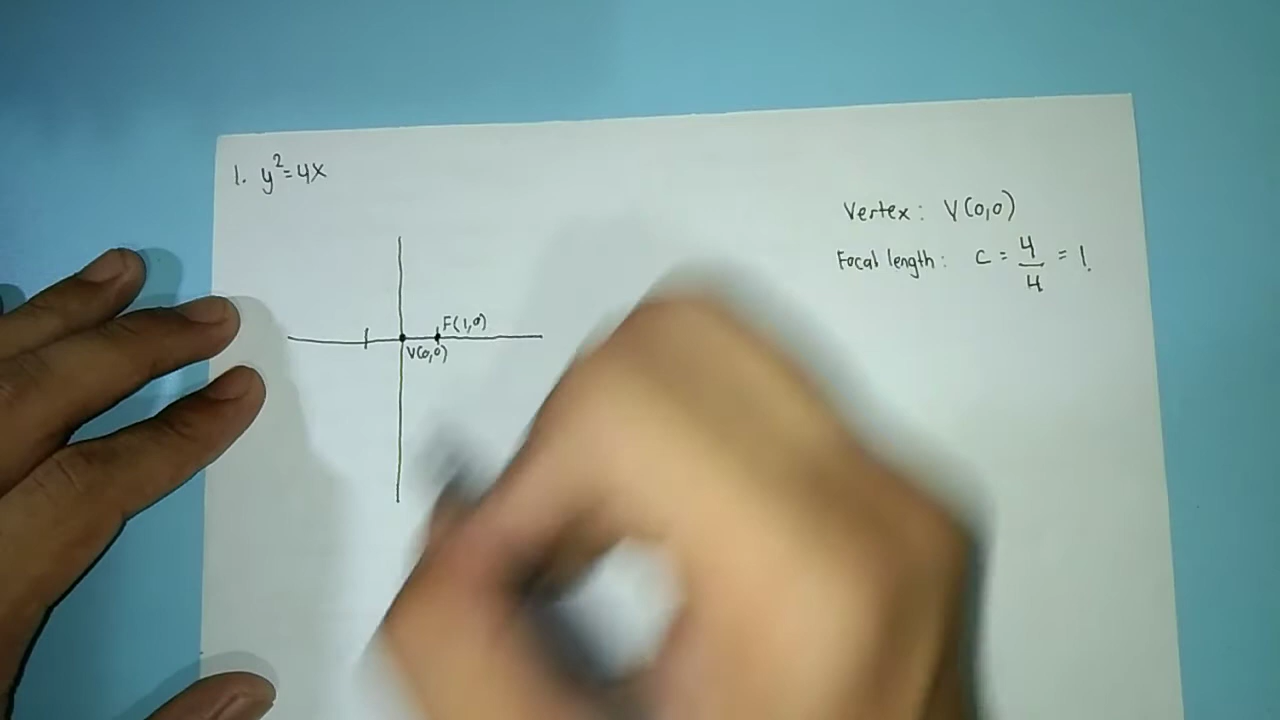 1. y²=4x
Vertex: V(0,0)
Focal length: c = 4/4 = 1.
F(1,0)
V(0,0)